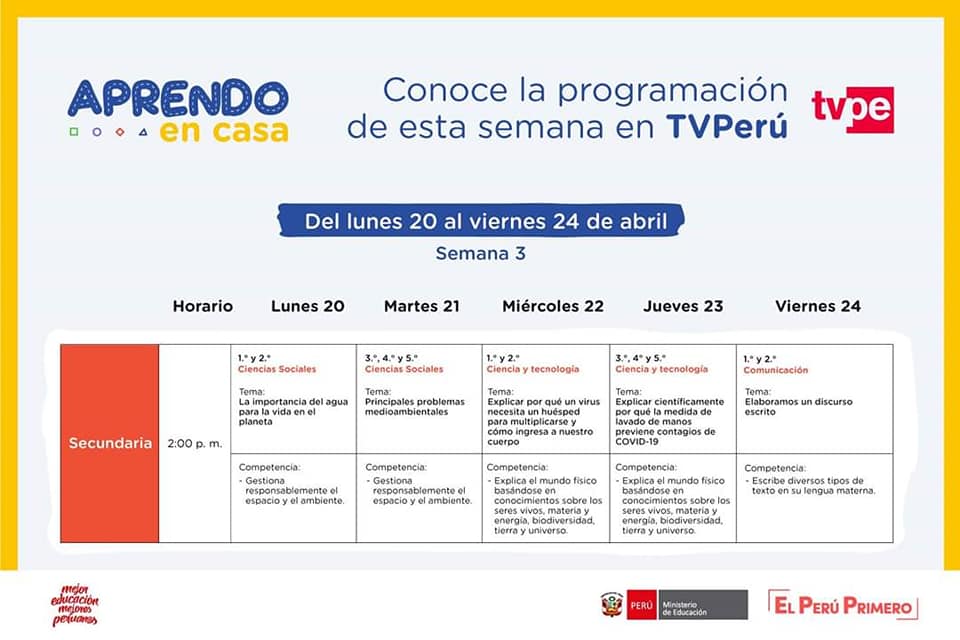 APRENDO
en casa
Conoce la programación
de esta semana en TVPerú
tvpe
Del lunes 20 al viernes 24 de abril
Semana 3
Horario Lunes 20 Martes 21 Miércoles 22 Jueves 23 Viernes 24
Secundaria
2:00 p. m.
1.° y 2.°
Ciencias Sociales
Tema:
La importancia del agua
para la vida en el
planeta
Competencia:
- Gestiona
responsablemente el
espacio y el ambiente.
3.°, 4.° y 5.°
Ciencias Sociales
Tema:
Principales problemas
medioambientales
Competencia:
- Gestiona
responsablemente el
espacio y el ambiente.
1.° y 2.°
Ciencia y tecnología
Tema:
Explicar por qué un virus
necesita un huésped
para multiplicarse y
cómo ingresa a nuestro
cuerpo
Competencia:
- Explica el mundo físico
basándose en
conocimientos sobre los
seres vivos, materia y
energía, biodiversidad,
tierra y universo.
3.°, 4° y 5.°
Ciencia y tecnología
Tema:
Explicar científicamente
por qué la medida de
lavado de manos
previene contagios de
COVID-19
Competencia:
- Explica el mundo físico
basándose en
conocimientos sobre los
seres vivos, materia y
energía, biodiversidad,
tierra y universo.
1.° y 2.°
Comunicación
Tema:
Elaboramos un discurso
escrito
Competencia:
- Escribe diversos tipos de
texto en su lengua materna.
mejor
educación
mejores
peruanos
PERÚ
Ministerio
de Educación
EL PERÚ PRIMERO